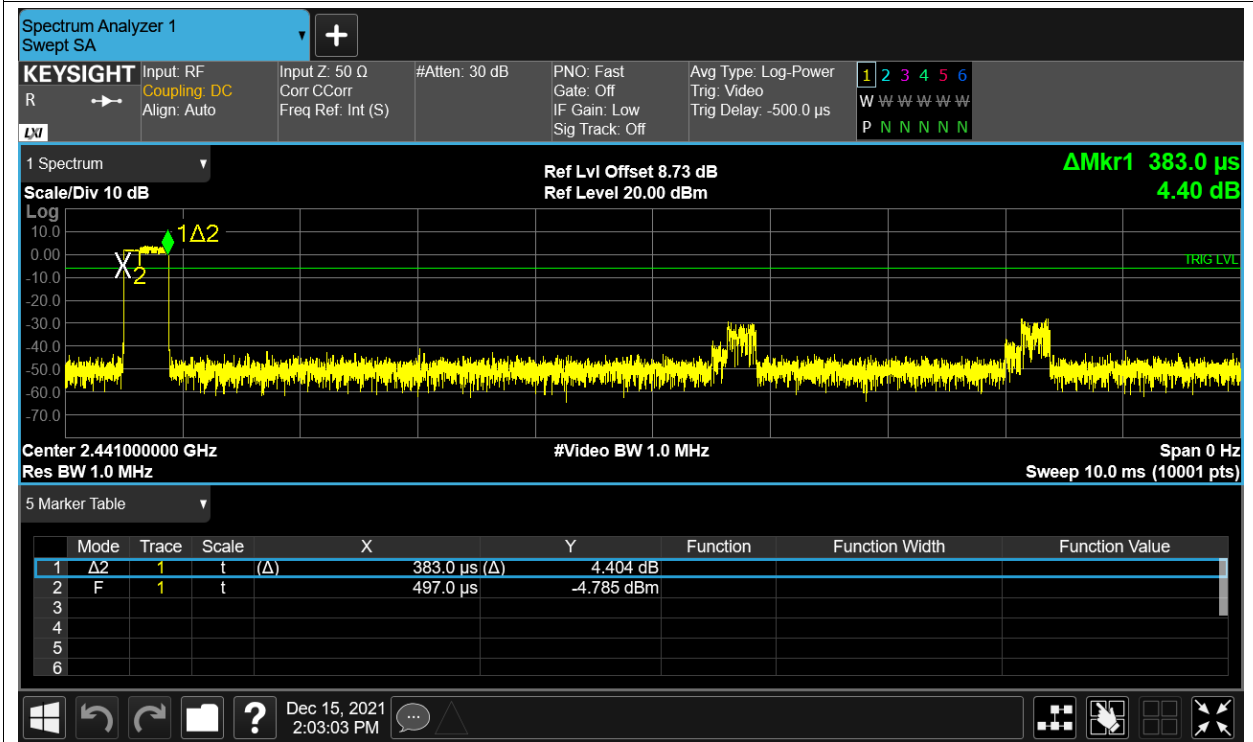 Spectrum Analyzer 1
Swept SA
+
KEYSIGHT Input: RF Input Z: 50 Ω #Atten: 30 dB PNO: Fast Avg Type: Log-Power 1 2 3 4 5 6
R Coupling: DC Corr CCorr Gate: Off Trig: Video W W W W W W
Align: Auto Freq Ref: Int (S) IF Gain: Low Trig Delay: -500.0 µs
LXI Sig Track: Off P N N N N N
1 Spectrum Ref Lvl Offset 8.73 dB ΔMkr1 383.0 µs
Scale/Div 10 dB Ref Level 20.00 dBm 4.40 dB
Log
10.0 1Δ2
0.00 TRIG LVL
X2
-10.0
-20.0
-30.0
-40.0
-50.0
-60.0
-70.0
Center 2.441000000 GHz #Video BW 1.0 MHz Span 0 Hz
Res BW 1.0 MHz Sweep 10.0 ms (10001 pts)
5 Marker Table
Mode Trace Scale X Y Function Function Width Function Value
1 Δ2 1 t (Δ) 383.0 µs (Δ) 4.404 dB
2 F 1 t 497.0 µs -4.785 dBm
3
4
5
6
? Dec 15, 2021
2:03:03 PM